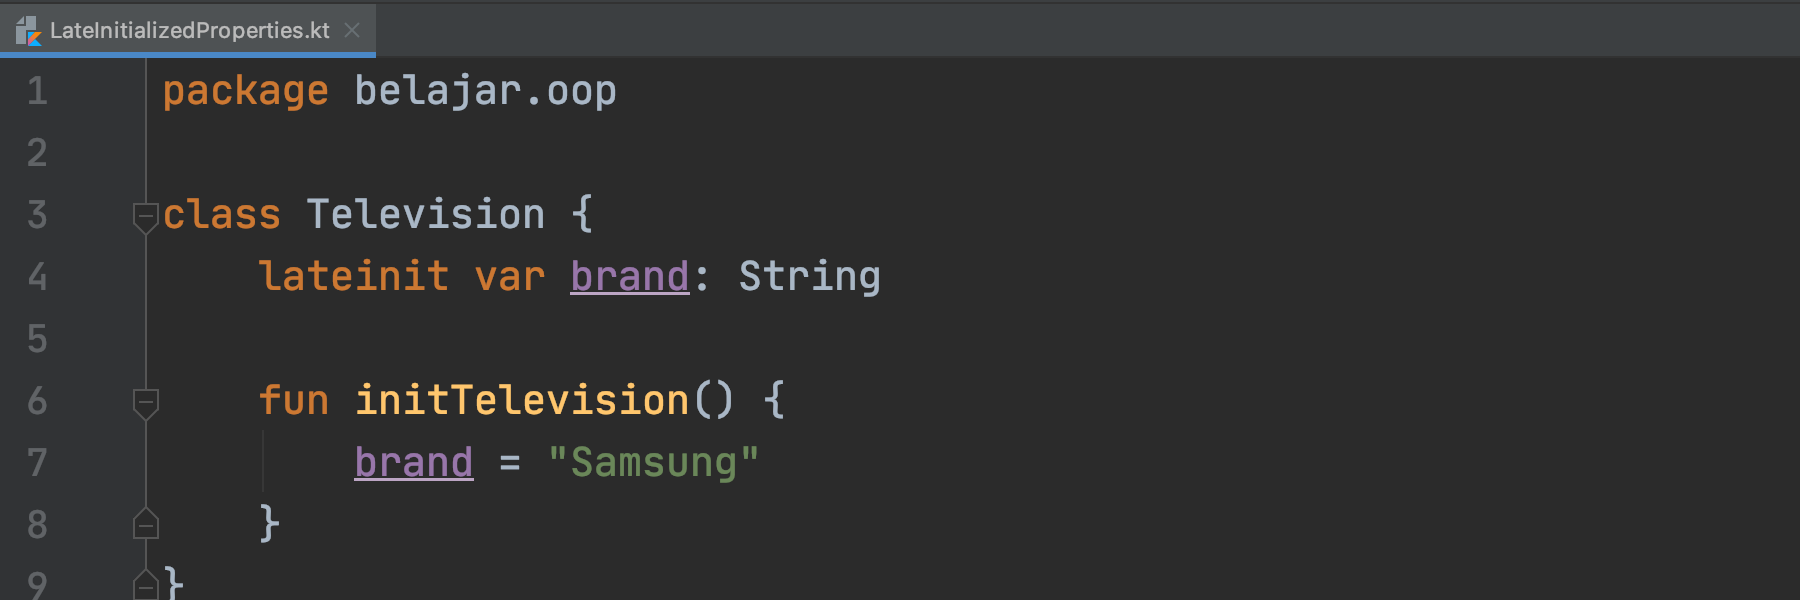 LateInitializedProperties.kt
1 package belajar.oop
2
3 class Television {
4     lateinit var brand: String
5
6     fun initTelevision() {
7         brand = "Samsung"
8     }
9 }